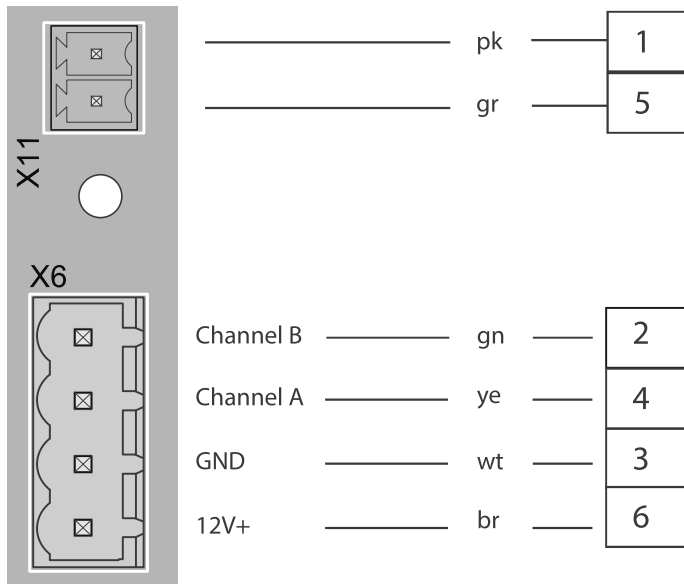 pk 1
gr 5
X11
X6
Channel B gn 2
Channel A ye 4
GND wt 3
12V+ br 6